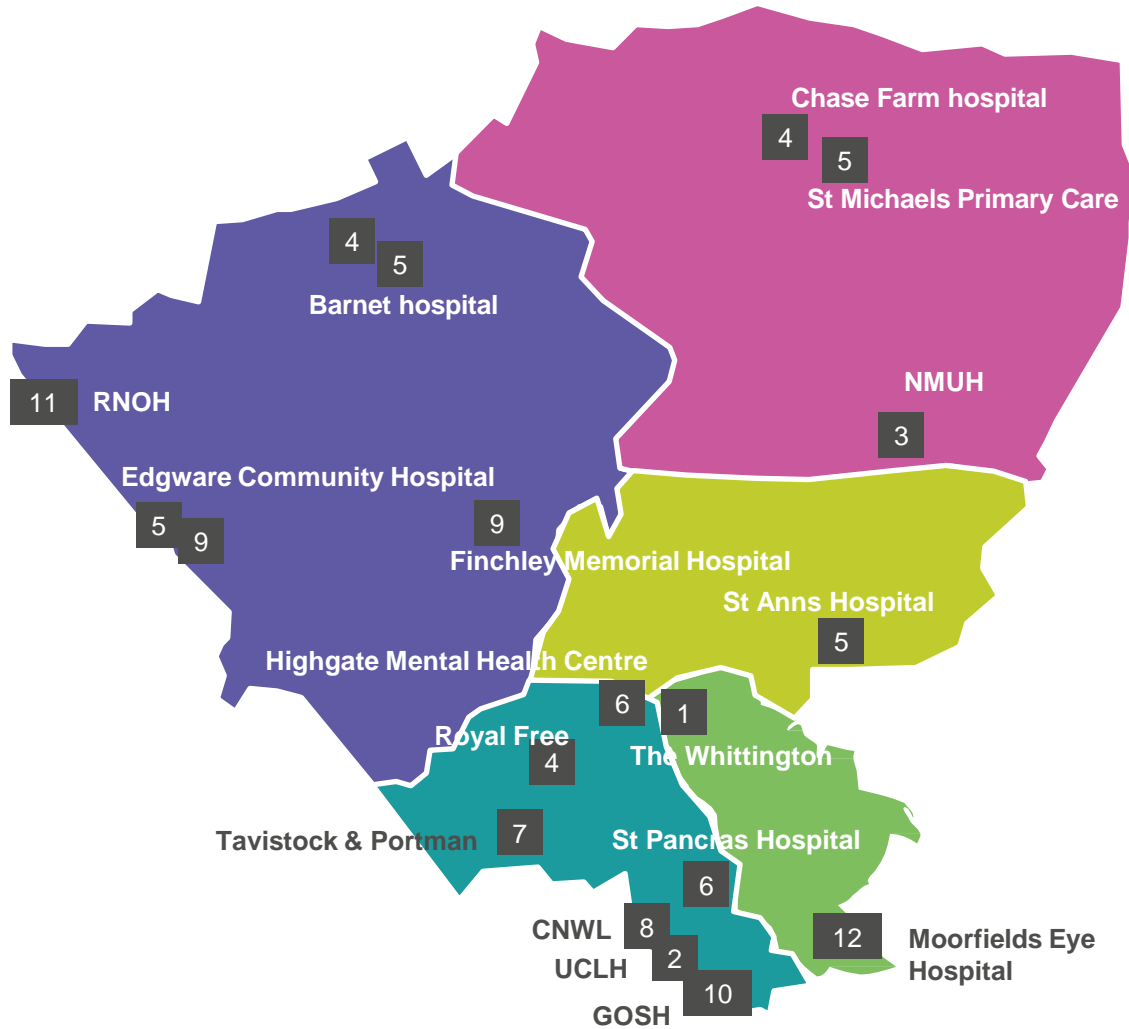 Chase Farm hospital
4
5
St Michaels Primary Care
4
5
Barnet hospital
NMUH
3
11
RNOH
Edgware Community Hospital
5
9
9
Finchley Memorial Hospital
St Anns Hospital
5
Highgate Mental Health Centre
6
1
Royal Free
4
The Whittington
Tavistock & Portman
7
St Pancras Hospital
6
CNWL
8
12
Moorfields Eye
Hospital
UCLH
2
10
GOSH